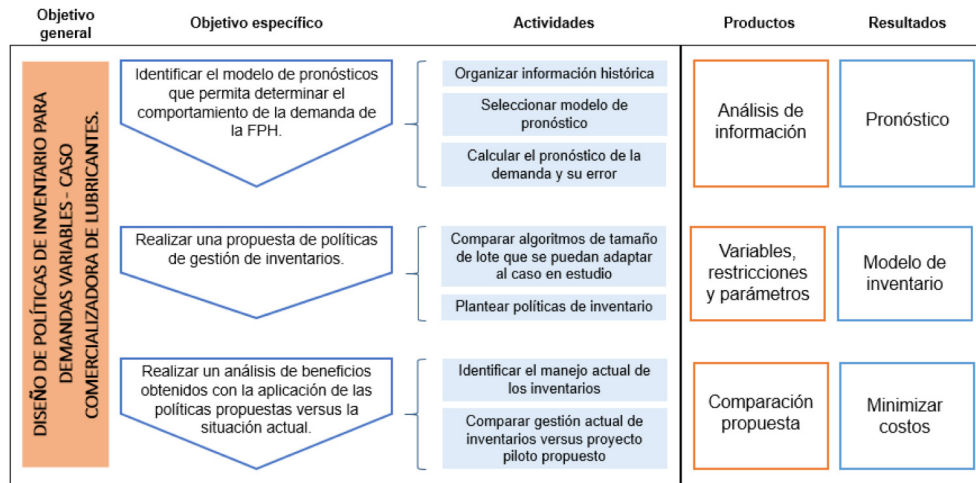 Objetivo
general
Objetivo específico
Actividades
Productos
Resultados
DISEÑO DE POLÍTICAS DE INVENTARIO PARA
DEMANDAS VARIABLES - CASO
COMERCIALIZADORA DE LUBRICANTES.
Identificar el modelo de pronósticos
que permita determinar el
comportamiento de la demanda de
la FPH.
Organizar información histórica
Seleccionar modelo de
pronóstico
Calcular el pronóstico de la
demanda y su error
Análisis de
información
Pronóstico
Realizar una propuesta de políticas
de gestión de inventarios.
Comparar algoritmos de tamaño
de lote que se puedan adaptar
al caso en estudio
Plantear políticas de inventario
Variables,
restricciones
y parámetros
Modelo de
inventario
Realizar un análisis de beneficios
obtenidos con la aplicación de las
políticas propuestas versus la
situación actual.
Identificar el manejo actual de
los inventarios
Comparar gestión actual de
inventarios versus proyecto
piloto propuesto
Comparación
propuesta
Minimizar
costos